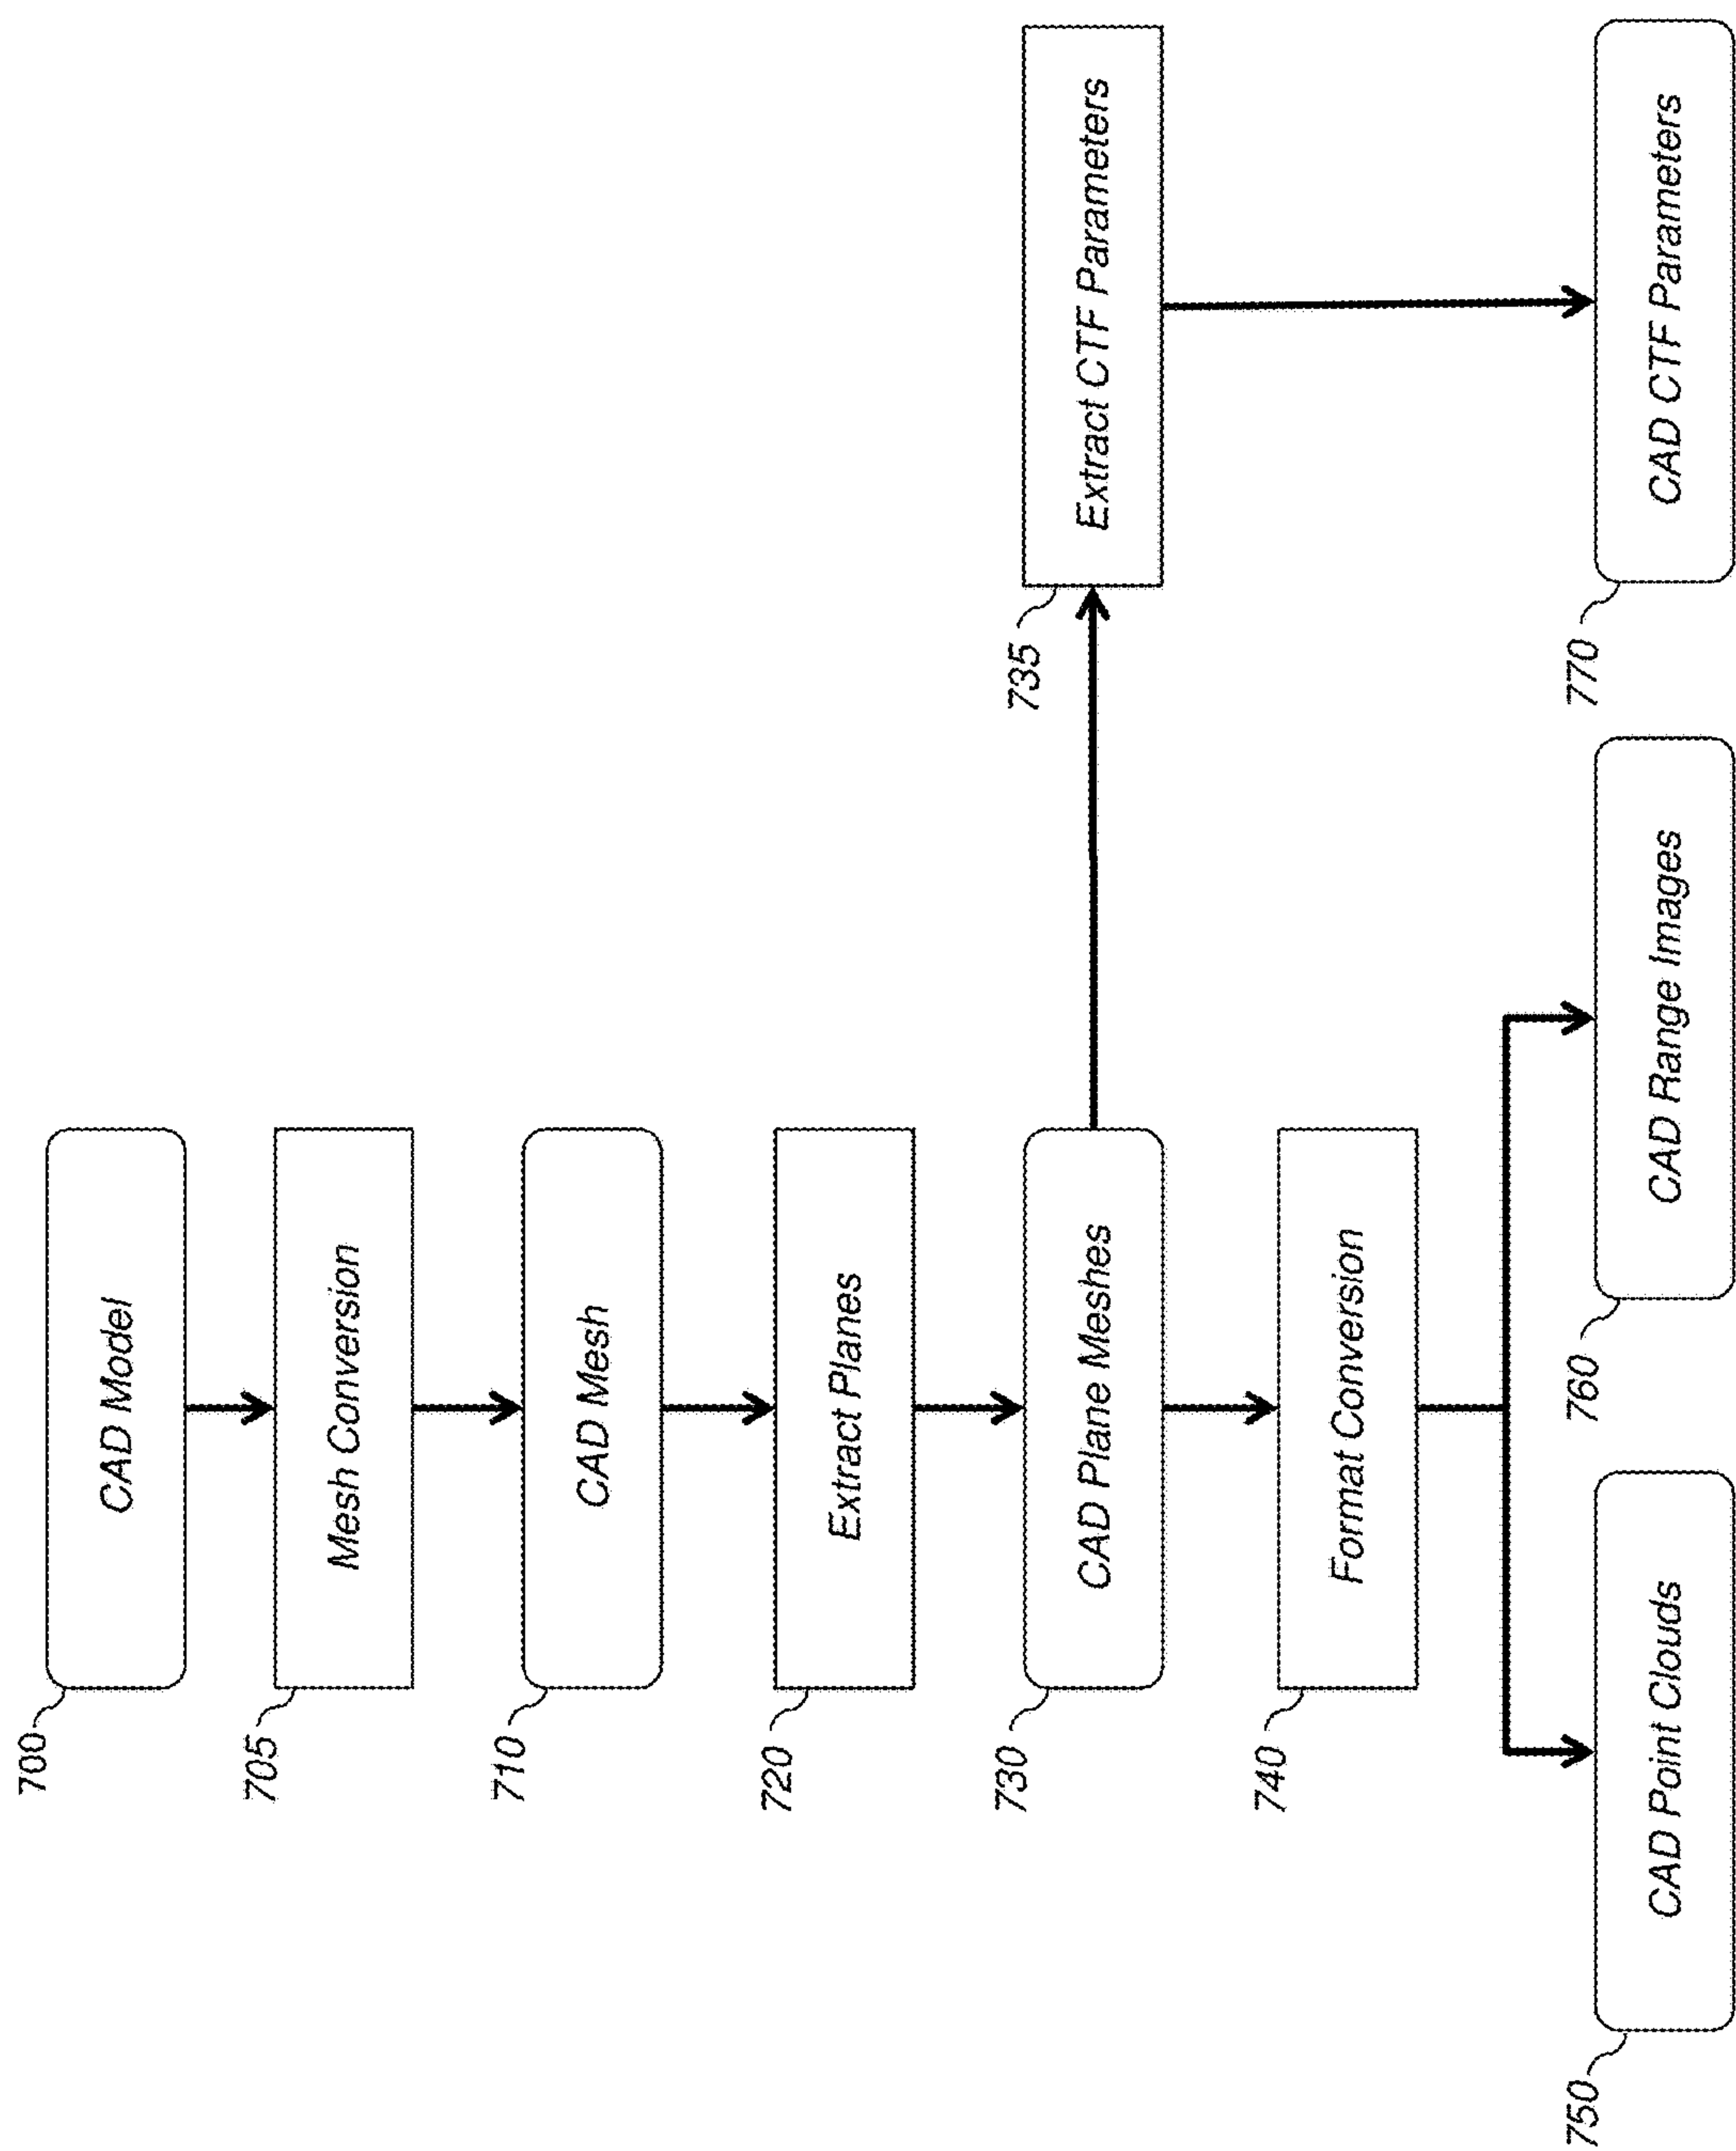 700
CAD Model
705
Mesh Conversion
710
CAD Mesh
720
Extract Planes
730
CAD Plane Meshes
735
Extract CTF Parameters
740
Format Conversion
750
CAD Point Clouds
760
CAD Range Images
770
CAD CTF Parameters